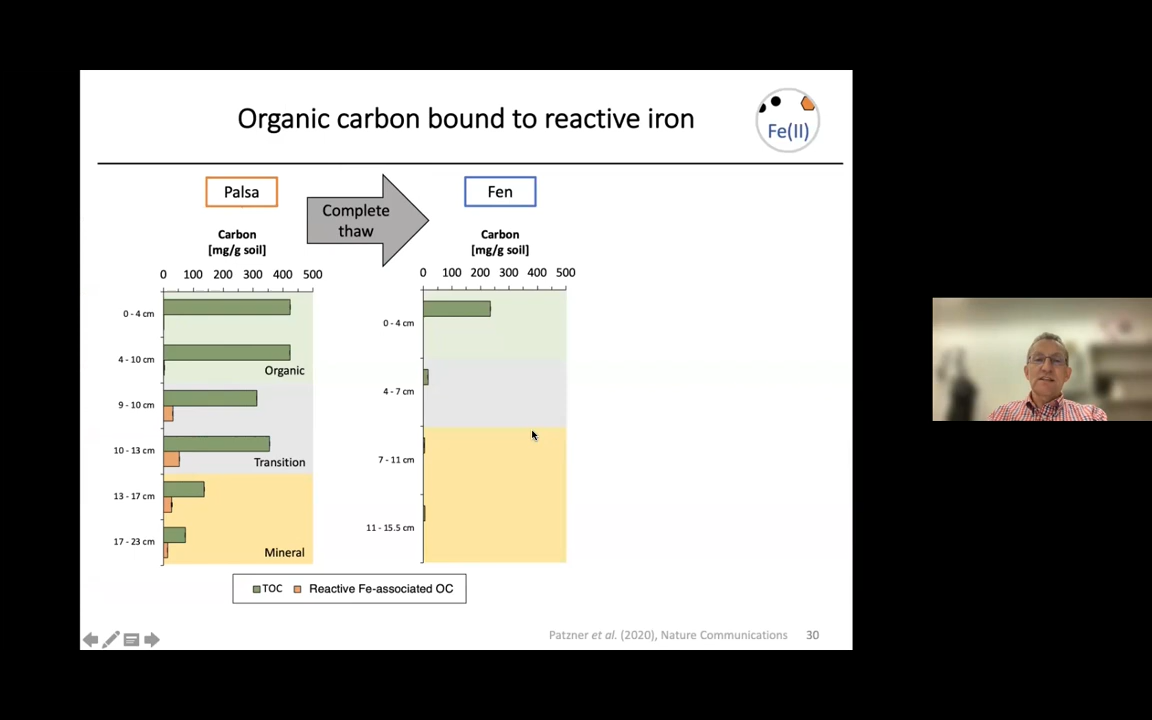 Organic carbon bound to reactive iron
Fe(II)
Palsa
Complete
thaw
Fen
Carbon
[mg/g soil]
0 100 200 300 400 500
0 - 4 cm
4 - 10 cm
Organic
9 - 10 cm
10 - 13 cm
Transition
13 - 17 cm
17 - 23 cm
Mineral
Carbon
[mg/g soil]
0 100 200 300 400 500
0 - 4 cm
4 - 7 cm
7 - 11 cm
11 - 15.5 cm
TOC Reactive Fe-associated OC
Patzner et al. (2020), Nature Communications 30